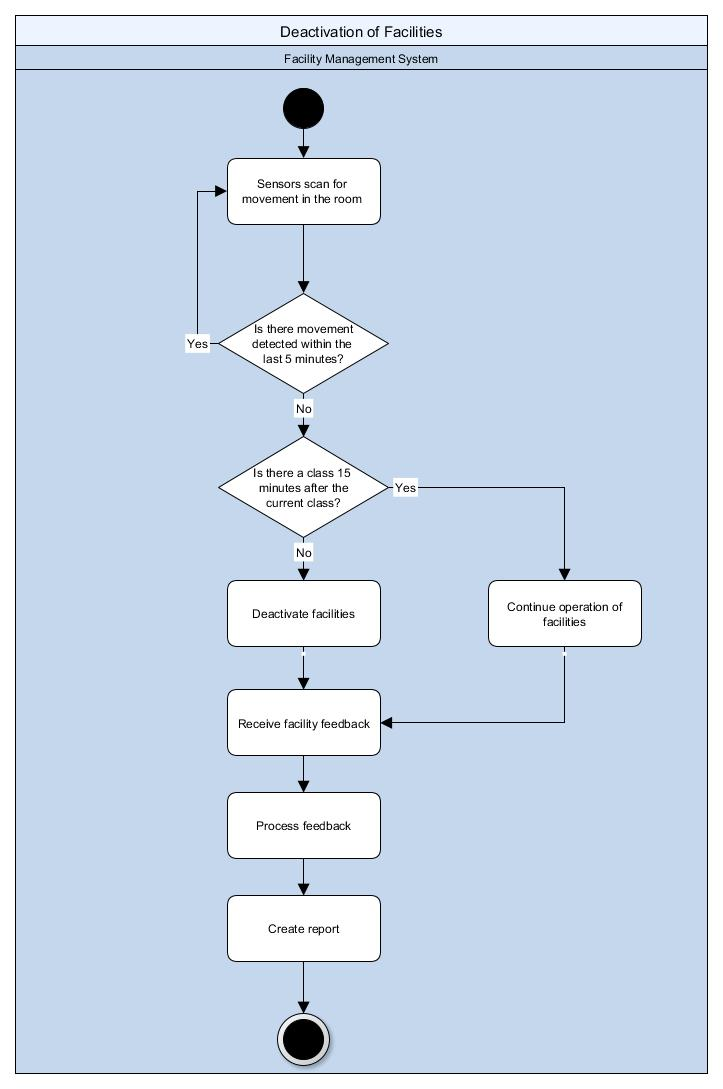 Deactivation of Facilities
Facility Management System
Sensors scan for
movement in the room
Is there movement
detected within the
last 5 minutes?
Yes
No
Is there a class 15
minutes after the
current class?
Yes
No
Deactivate facilities
Continue operation of
facilities
Receive facility feedback
Process feedback
Create report